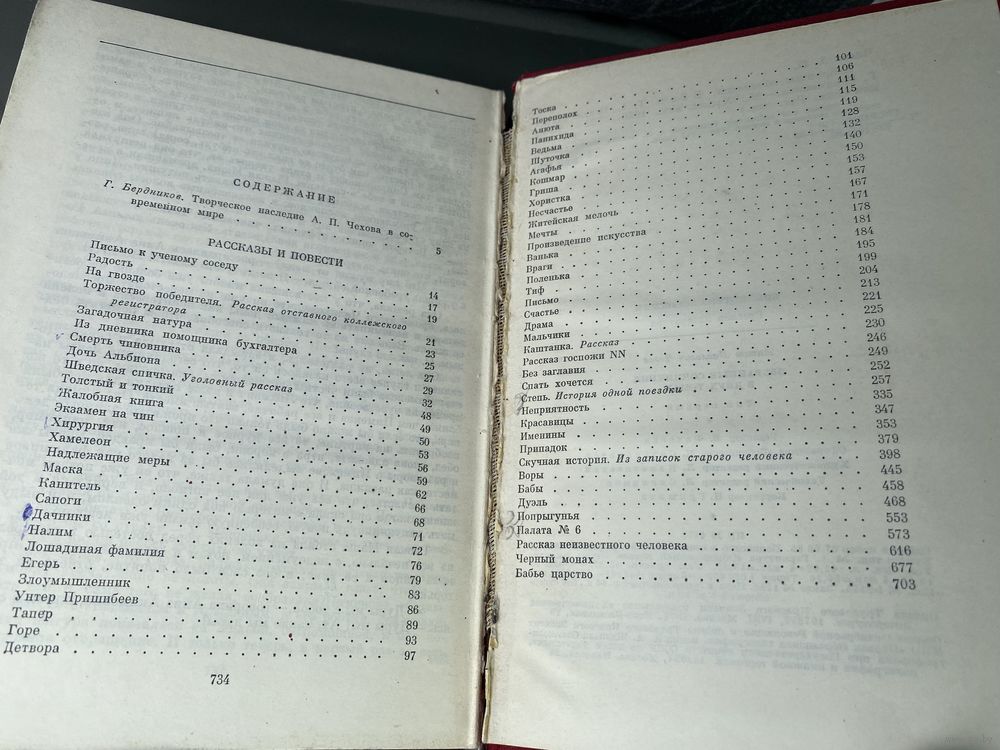 СОДЕРЖАНИЕ
Г. Бердников. Творческое наследие А. П. Чехова в со-
временном мире . . . . . . . . 5
РАССКАЗЫ И ПОВЕСТИ
Письмо к ученому соседу . . . . . . 14
Радость . . . . . . 17
На гвозде . . . . . . 19
Торжество победителя. Рассказ отставного коллежского
регистратора . . . . . . 21
Загадочная натура . . . . . . 23
Из дневника помощника бухгалтера . . . . . . 25
Смерть чиновника . . . . . . 27
Дочь Альбиона . . . . . . 29
Шведская спичка. Уголовный рассказ . . . . . . 32
Толстый и тонкий . . . . . . 48
Жалобная книга . . . . . . 49
Экзамен на чин . . . . . . 50
Хирургия . . . . . . 53
Хамелеон . . . . . . 56
Надлежащие меры . . . . . . 59
Маска . . . . . . 62
Канитель . . . . . . 66
Сапоги . . . . . . 68
Дачники . . . . . . 71
Налим . . . . . . 72
Лошадиная фамилия . . . . . . 76
Егерь . . . . . . 79
Злоумышленник . . . . . . 83
Унтер Пришибеев . . . . . . 86
Тапер . . . . . . 89
Горе . . . . . . 93
Детвора . . . . . . 97
734
Тоска . . . . . . 101
Переполох . . . . . . 106
Анюта . . . . . . 111
Панихида . . . . . . 115
Ведьма . . . . . . 119
Шуточка . . . . . . 128
Агафья . . . . . . 132
Кошмар . . . . . . 140
Гриша . . . . . . 150
Хористка . . . . . . 153
Несчастье . . . . . . 157
Житейская мелочь . . . . . . 167
Мечты . . . . . . 171
Произведение искусства . . . . . . 178
Ванька . . . . . . 181
Враги . . . . . . 184
Поленька . . . . . . 195
Тиф . . . . . . 199
Письмо . . . . . . 204
Счастье . . . . . . 213
Драма . . . . . . 221
Мальчики . . . . . . 225
Каштанка. Рассказ . . . . . . 230
Рассказ госпожи NN . . . . . . 246
Без заглавия . . . . . . 249
Спать хочется . . . . . . 252
Степь. История одной поездки . . . . . . 257
Неприятность . . . . . . 335
Красавицы . . . . . . 347
Именины . . . . . . 353
Припадок . . . . . . 379
Скучная история. Из записок старого человека . . . . 398
Воры . . . . . . 445
Бабы . . . . . . 458
Дуэль . . . . . . 468
Попрыгунья . . . . . . 553
Палата № 6 . . . . . . 573
Рассказ неизвестного человека . . . . . . 616
Черный монах . . . . . . 677
Бабье царство . . . . . . 703